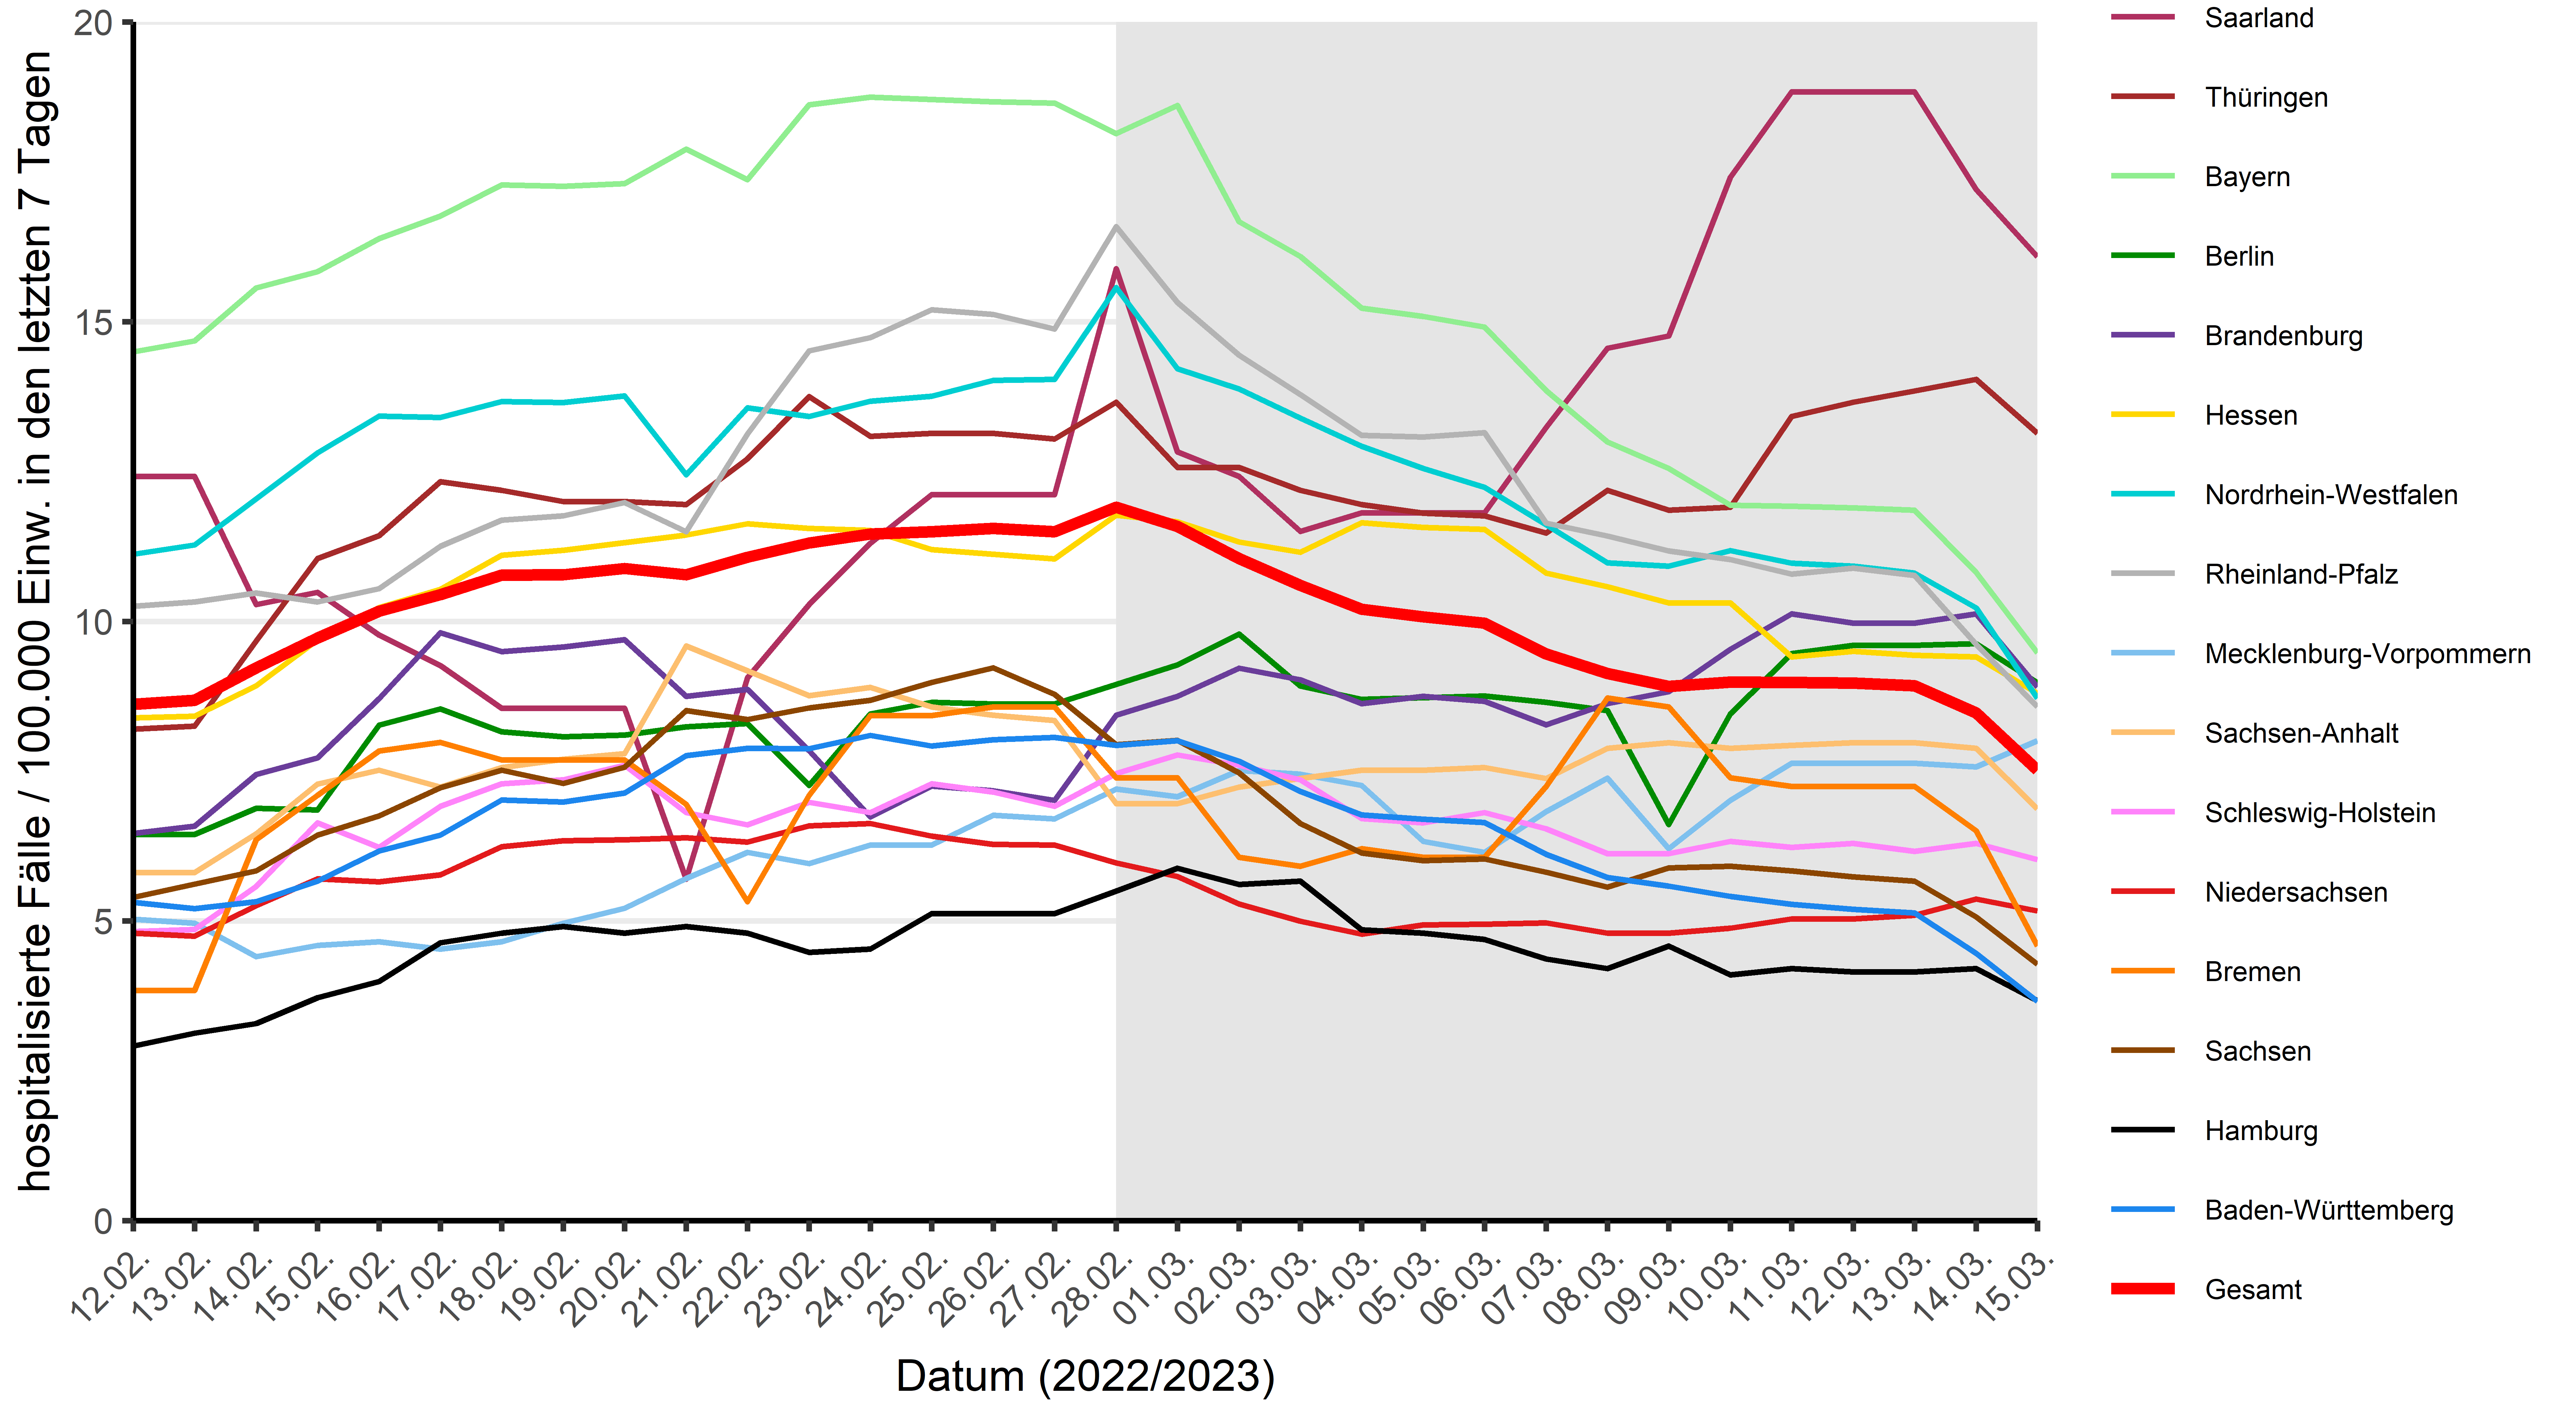 hospitalisierte Fälle / 100.000 Einw. in den letzten 7 Tagen
20
15
10
5
0
12.02.
13.02.
14.02.
15.02.
16.02.
17.02.
18.02.
19.02.
20.02.
21.02.
22.02.
23.02.
24.02.
25.02.
26.02.
27.02.
28.02.
01.03.
02.03.
03.03.
04.03.
05.03.
06.03.
07.03.
08.03.
09.03.
10.03.
11.03.
12.03.
13.03.
14.03.
15.03.
Datum (2022/2023)
Saarland
Thüringen
Bayern
Berlin
Brandenburg
Hessen
Nordrhein-Westfalen
Rheinland-Pfalz
Mecklenburg-Vorpommern
Sachsen-Anhalt
Schleswig-Holstein
Niedersachsen
Bremen
Sachsen
Hamburg
Baden-Württemberg
Gesamt